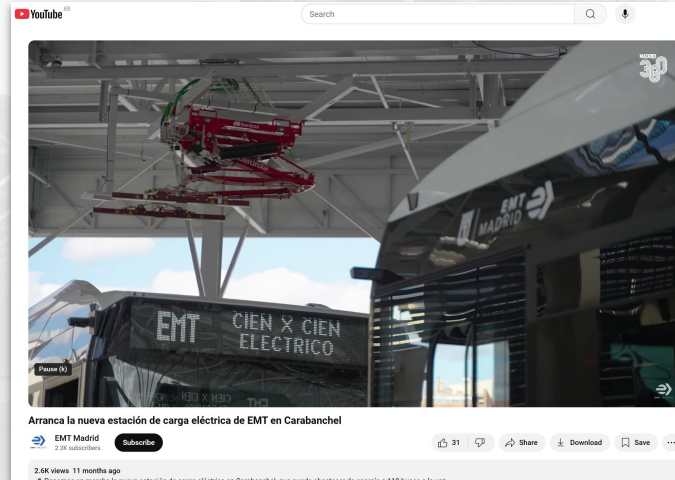 YouTube ES
Search
MADRID
360
EMT
MADRID
EMT CIEN X CIEN
ELECTRICO
Pause (k)
Arranca la nueva estación de carga eléctrica de EMT en Carabanchel
EMT Madrid
2.3K subscribers
Subscribe
31
Share
Download
Save
2.6K views 11 months ago